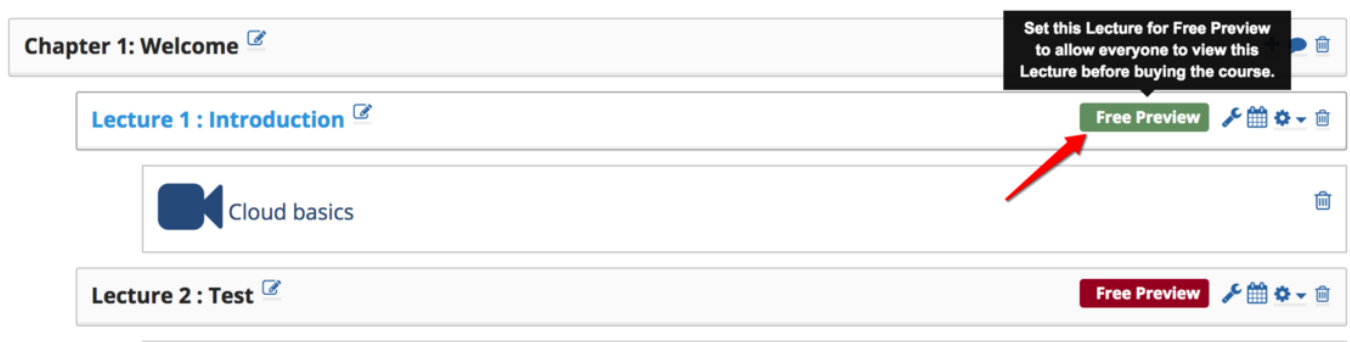 Set this Lecture for Free Preview
to allow everyone to view this
Lecture before buying the course.
Chapter 1: Welcome
Lecture 1 : Introduction
Free Preview
Cloud basics
Lecture 2 : Test
Free Preview